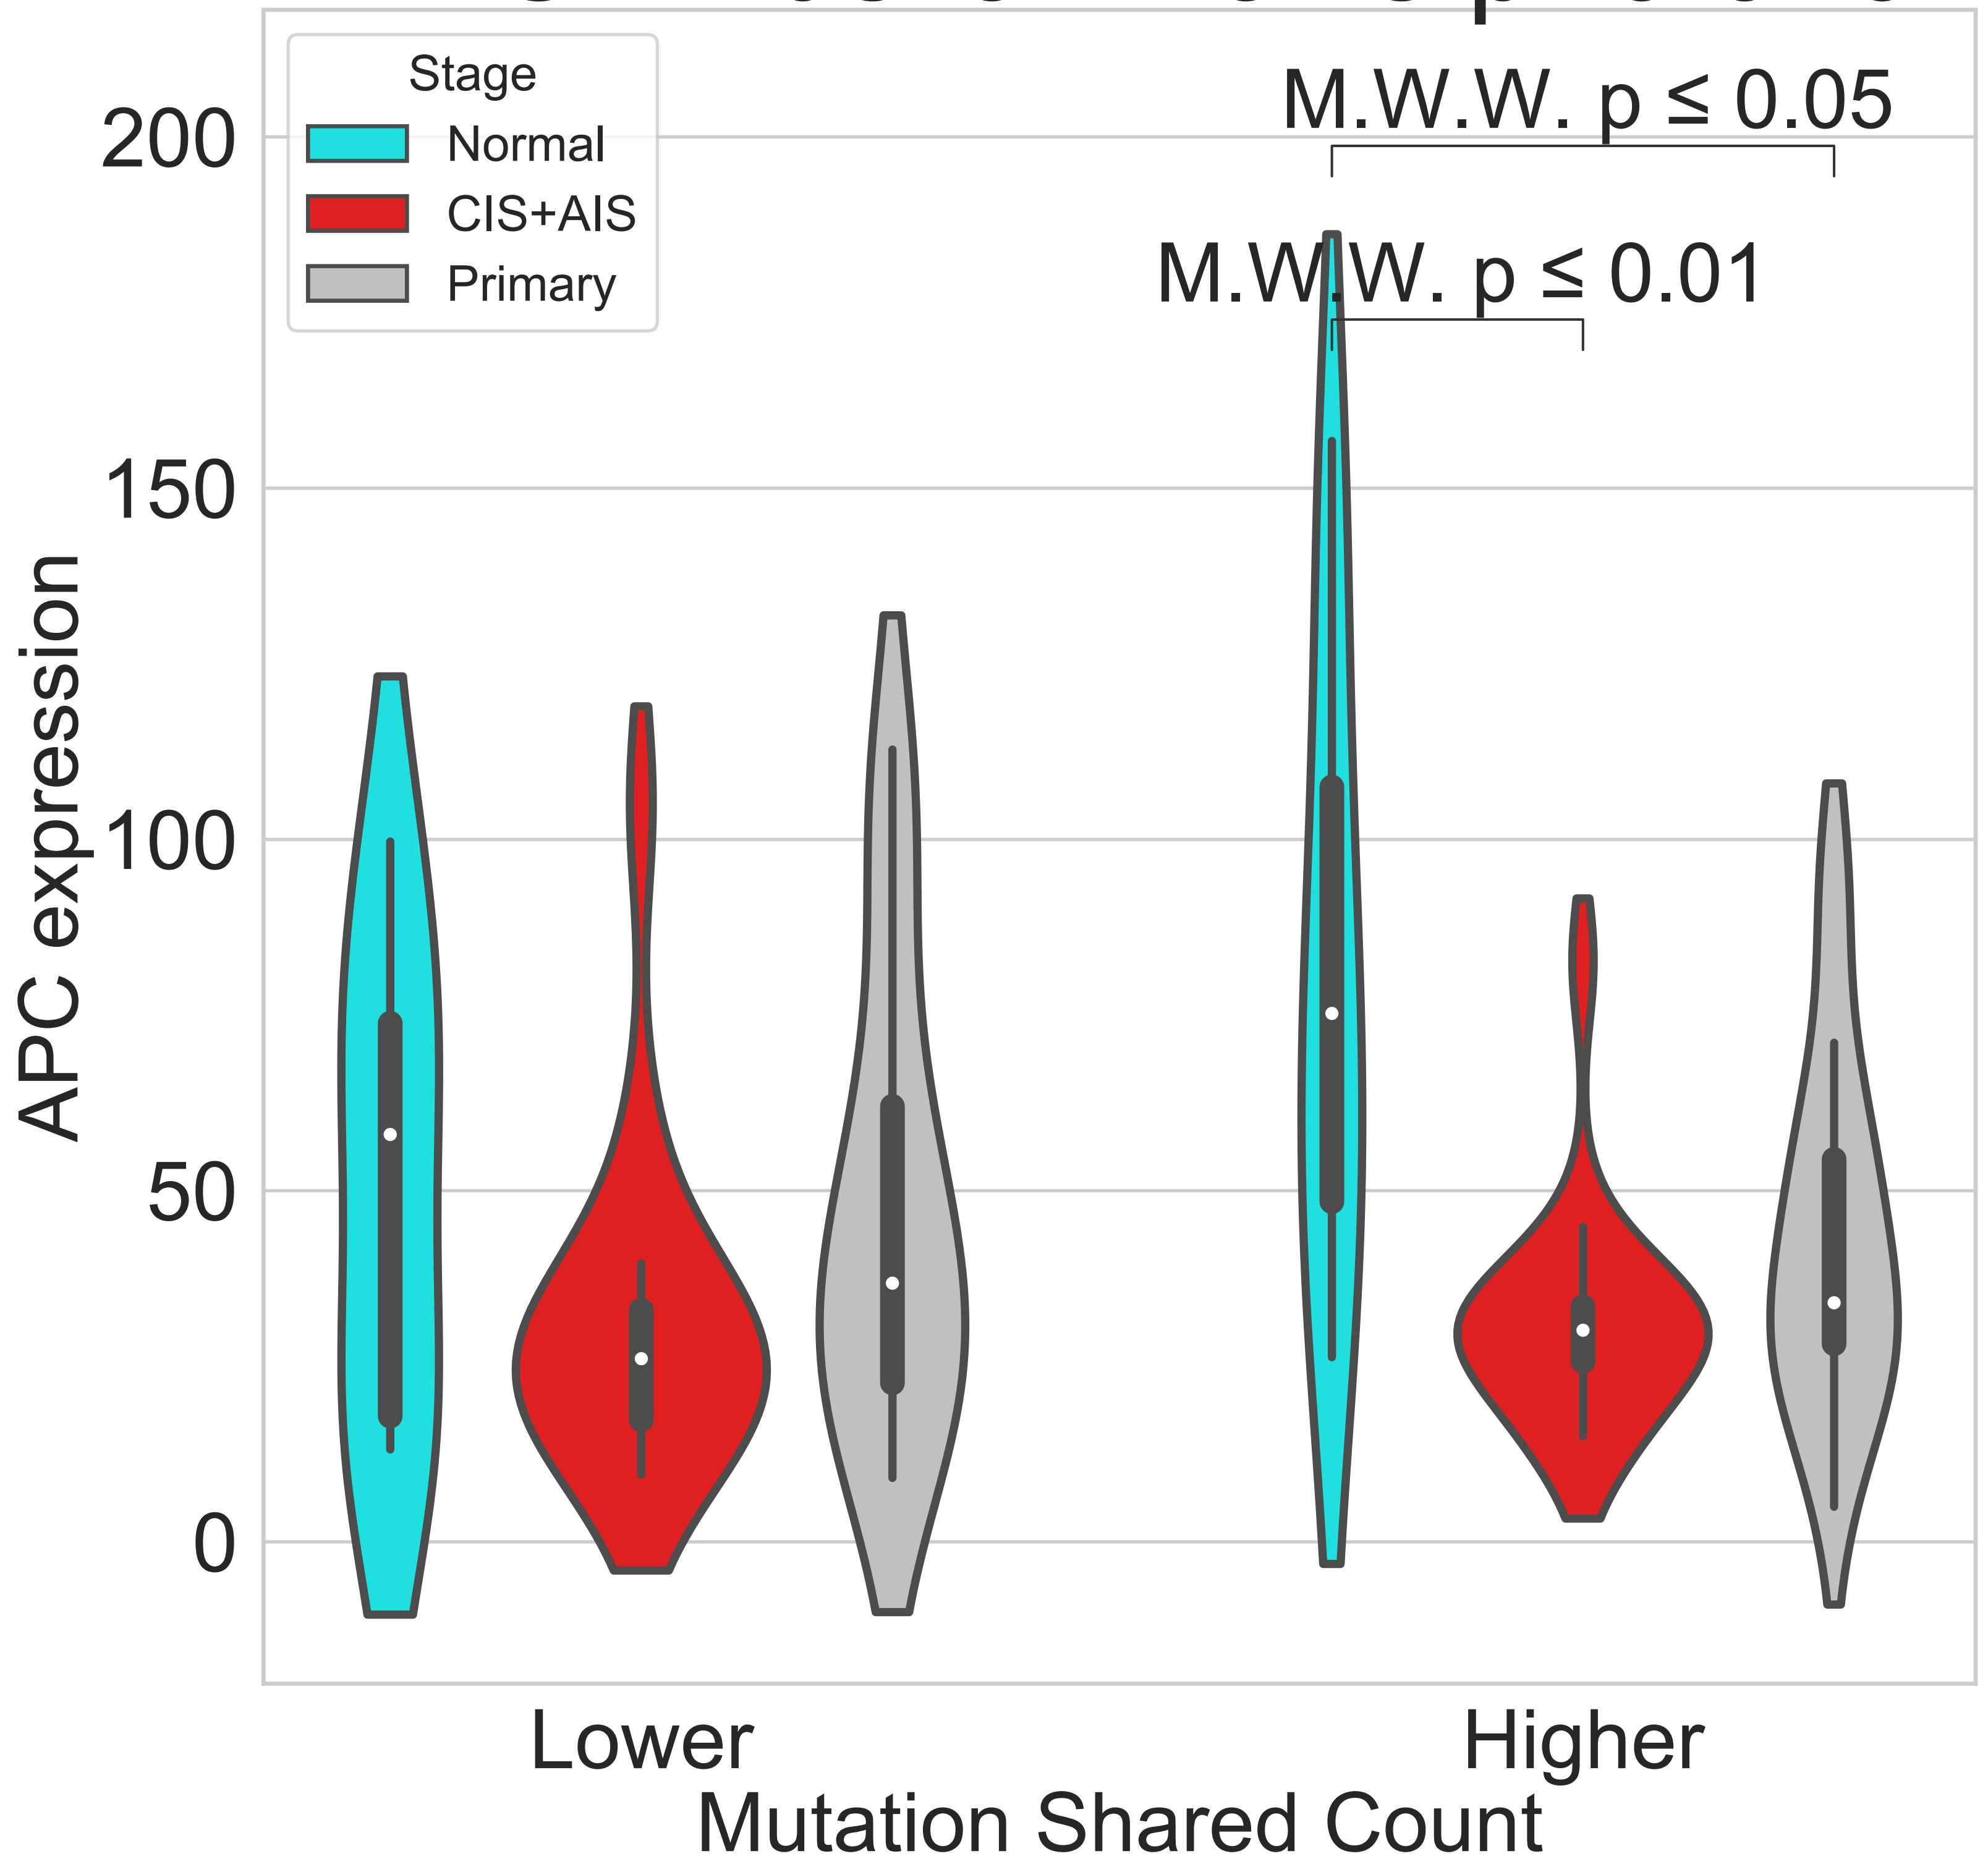 Stage
Normal
CIS+AIS
Primary
M.W.W. p ≤ 0.05
M.W.W. p ≤ 0.01
200
150
100
50
0
APC expression
Lower
Higher
Mutation Shared Count